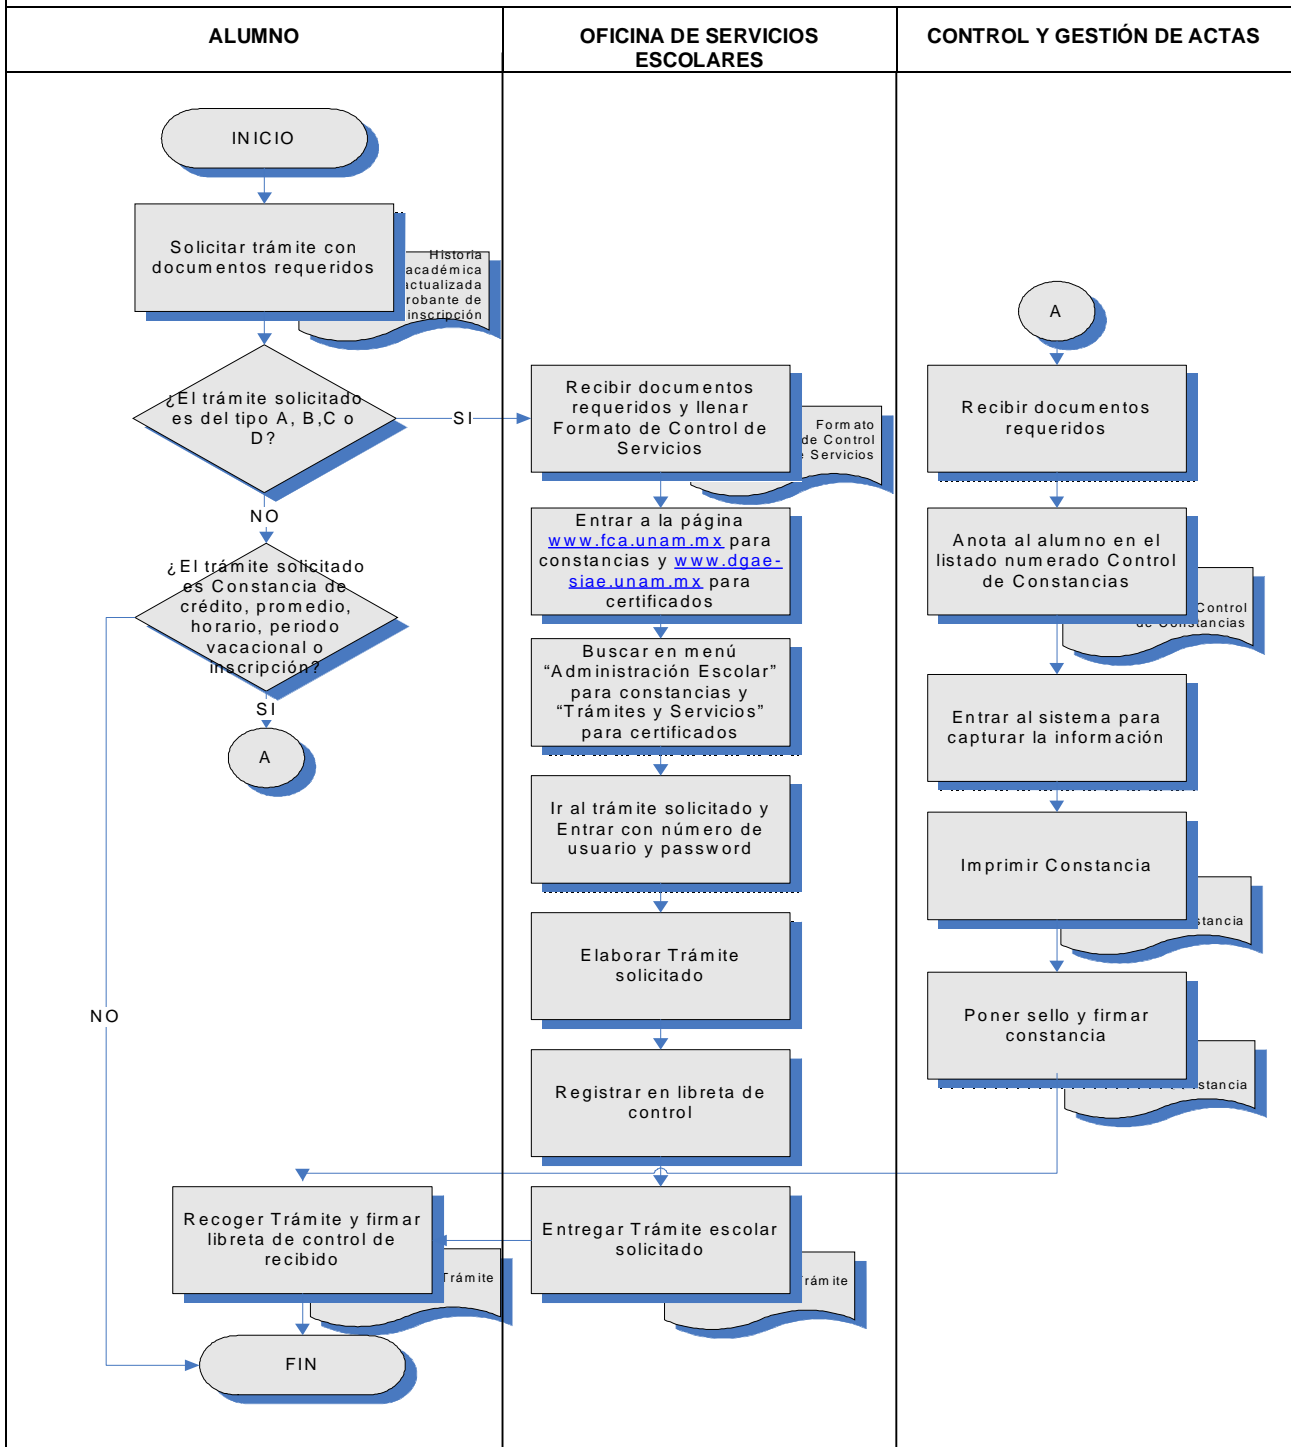 ALUMNO
OFICINA DE SERVICIOS
ESCOLARES
CONTROL Y GESTIÓN DE ACTAS
INICIO
Solicitar trámite con
documentos requeridos
Historia
académica
actualizada
inscripción
¿El trámite solicitado
es del tipo A, B,C o
D?
SI
NO
¿El trámite solicitado
es Constancia de
crédito, promedio,
horario, periodo
vacacional o
inscripción?
SI
A
NO
Recoger Trámite y firmar
libreta de control de
recibido
Trámite
FIN
Recibir documentos
requeridos y llenar
Formato de Control de
Servicios
Formato
de Control
Servicios
Entrar a la página
www.fca.unam.mx para
constancias y www.dgae-
siae.unam.mx para
certificados
Buscar en menú
“Administración Escolar”
para constancias y
“Trámites y Servicios”
para certificados
Ir al trámite solicitado y
Entrar con número de
usuario y password
Elaborar Trámite
solicitado
Registrar en libreta de
control
Entregar Trámite escolar
solicitado
A
Recibir documentos
requeridos
Anota al alumno en el
listado numerado Control
de Constancias
Control
de Constancias
Entrar al sistema para
capturar la información
Imprimir Constancia
Poner sello y firmar
constancia